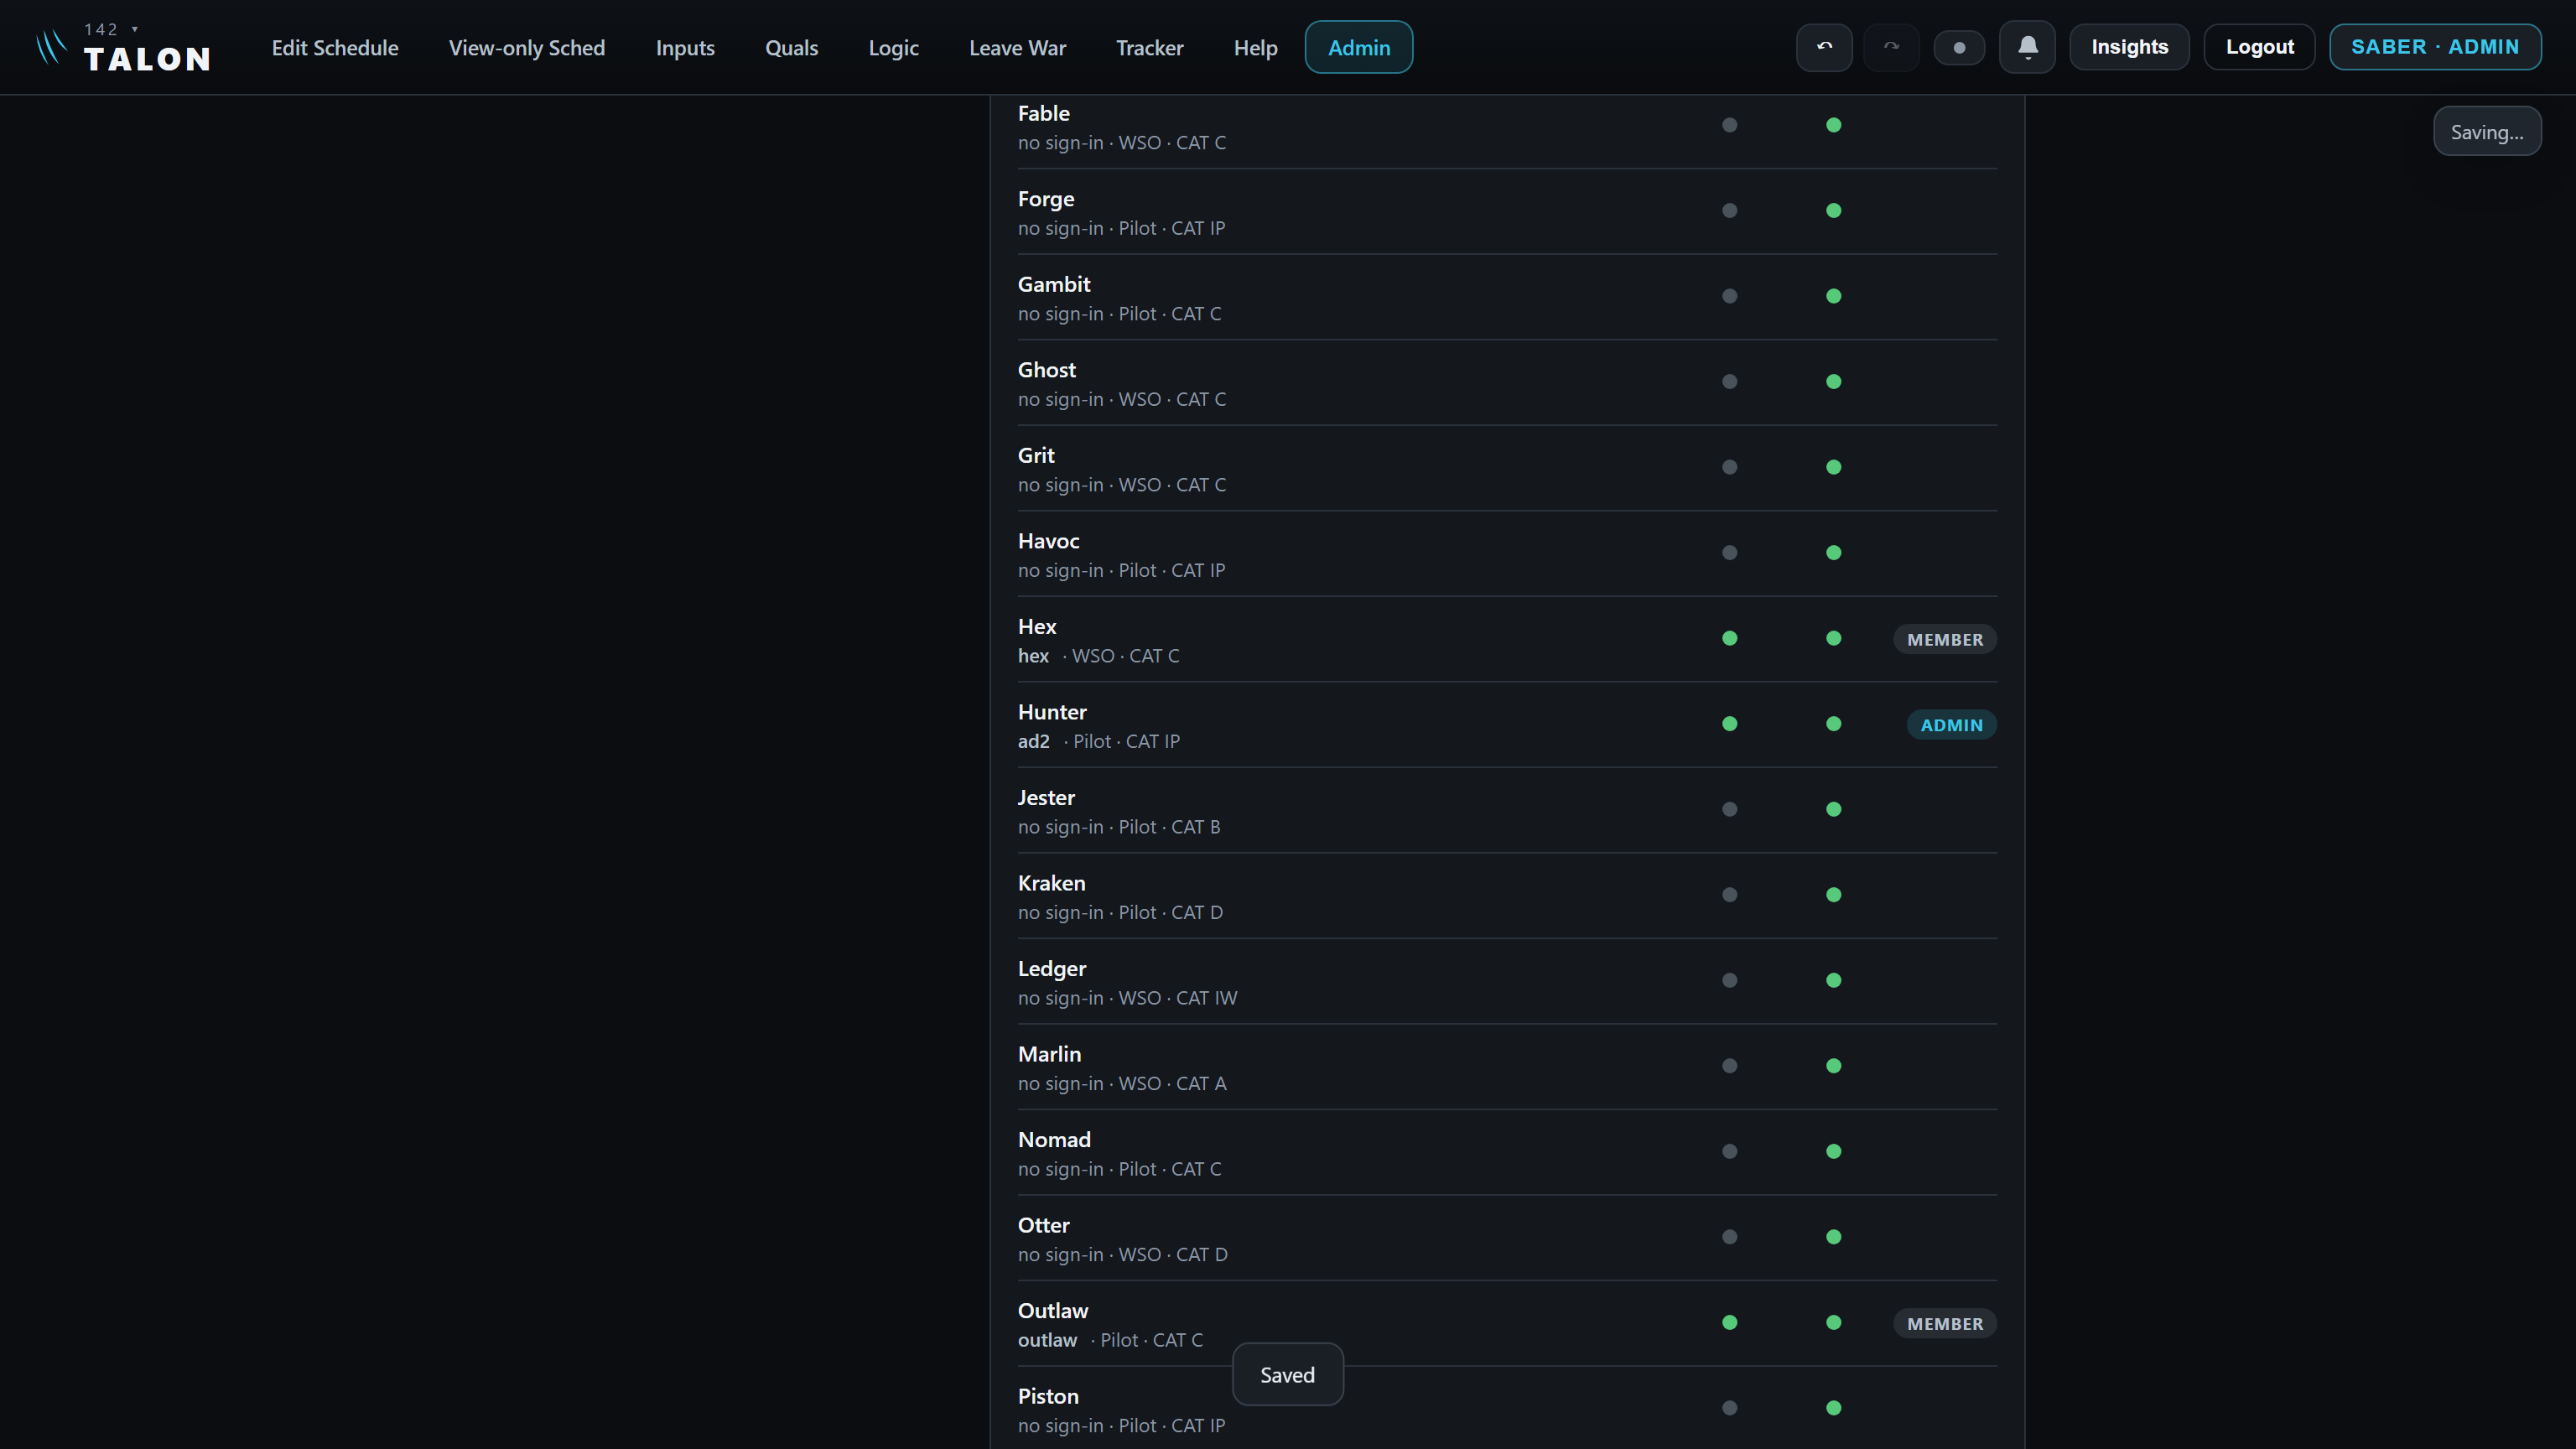 142 ▾
TALON
Edit Schedule
View-only Sched
Inputs
Quals
Logic
Leave War
Tracker
Help
Admin
Insights
Logout
SABER · ADMIN
Saving...
Fable
no sign-in · WSO · CAT C
Forge
no sign-in · Pilot · CAT IP
Gambit
no sign-in · Pilot · CAT C
Ghost
no sign-in · WSO · CAT C
Grit
no sign-in · WSO · CAT C
Havoc
no sign-in · Pilot · CAT IP
Hex
hex · WSO · CAT C
MEMBER
Hunter
ad2 · Pilot · CAT IP
ADMIN
Jester
no sign-in · Pilot · CAT B
Kraken
no sign-in · Pilot · CAT D
Ledger
no sign-in · WSO · CAT IW
Marlin
no sign-in · WSO · CAT A
Nomad
no sign-in · Pilot · CAT C
Otter
no sign-in · WSO · CAT D
Outlaw
outlaw · Pilot · CAT C
MEMBER
Saved
Piston
no sign-in · Pilot · CAT IP